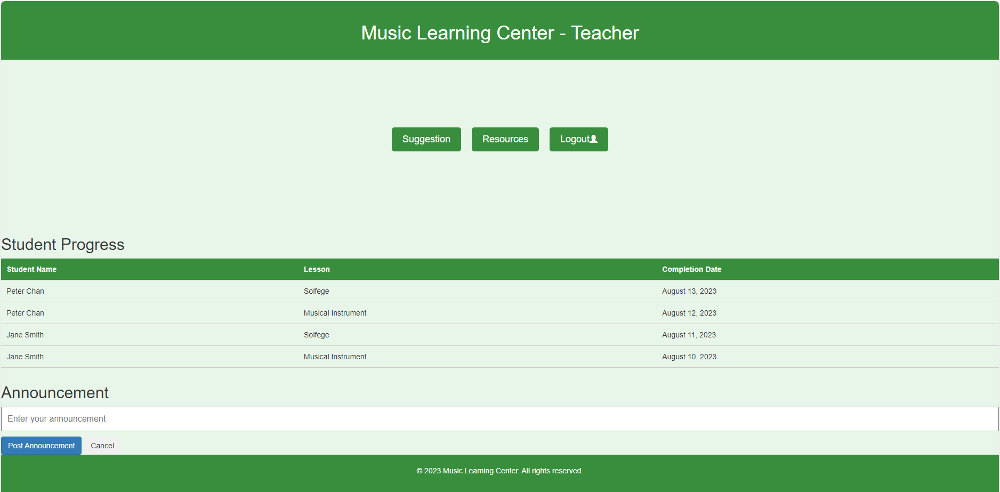 Music Learning Center - Teacher
Suggestion Resources Logout
Student Progress
Student Name Lesson Completion Date
Peter Chan Solfege August 13, 2023
Peter Chan Musical Instrument August 12, 2023
Jane Smith Solfege August 11, 2023
Jane Smith Musical Instrument August 10, 2023
Announcement
Enter your announcement
Post Announcement Cancel
© 2023 Music Learning Center. All rights reserved.